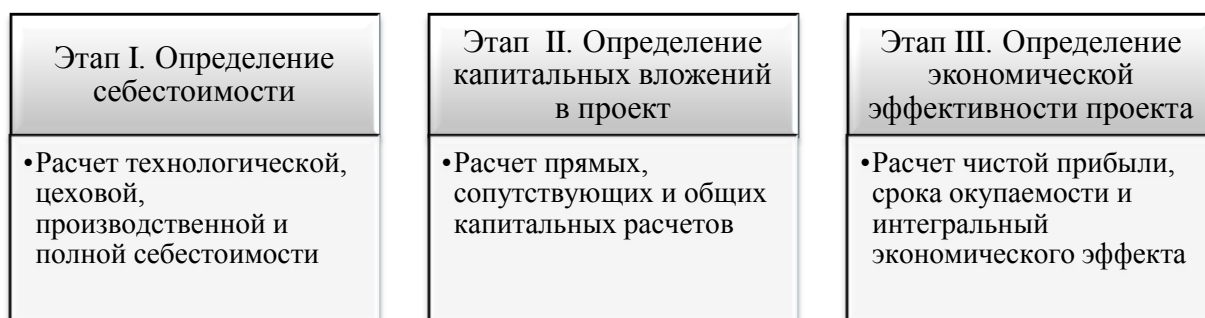 Этап I. Определение
себестоимости
•Расчет технологической,
цеховой,
производственной и
полной себестоимости
Этап II. Определение
капитальных вложений
в проект
•Расчет прямых,
сопутствующих и общих
капитальных расчетов
Этап III. Определение
экономической
эффективности проекта
•Расчет чистой прибыли,
срока окупаемости и
интегральный
экономического эффекта